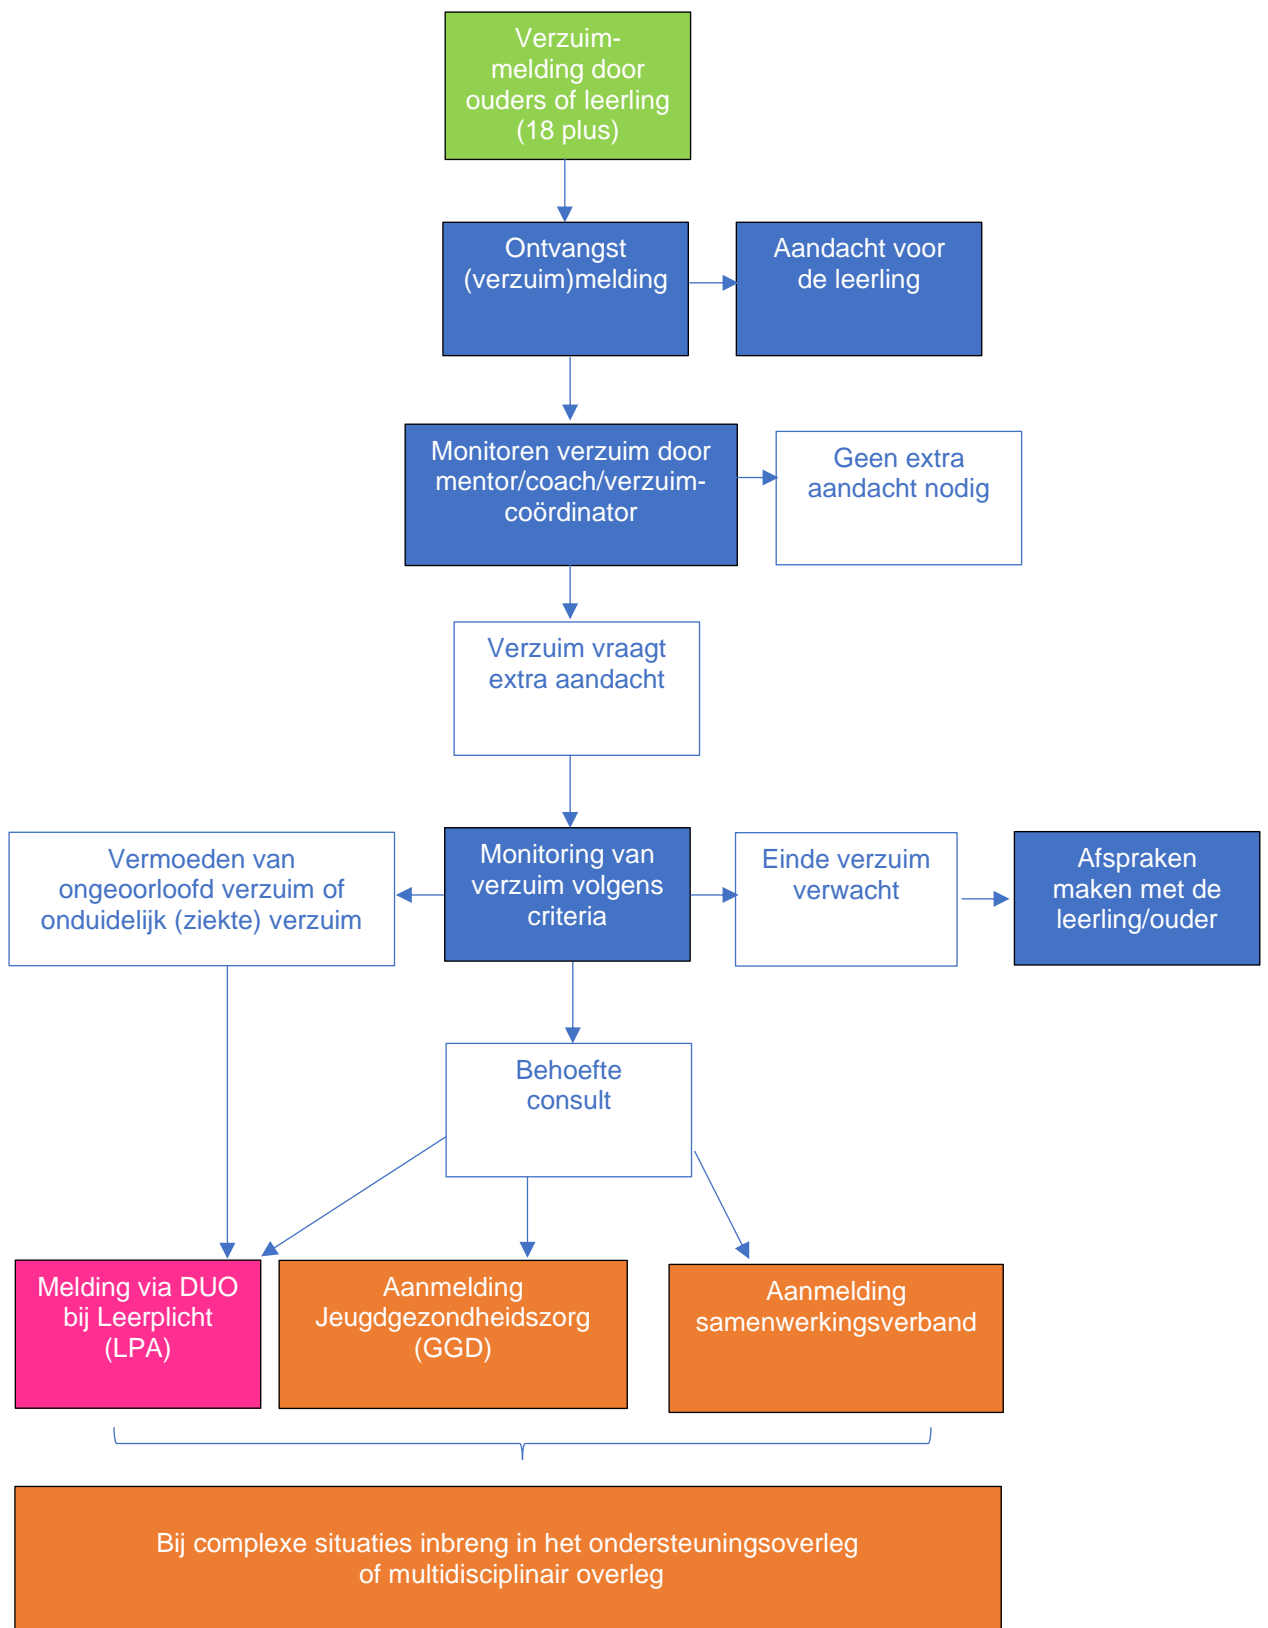 Verzuim-
melding door
ouders of leerling
(18 plus)
Ontvangst
(verzuim)melding
Aandacht voor
de leerling
Monitoren verzuim door
mentor/coach/verzuim-
coördinator
Geen extra
aandacht nodig
Verzuim vraagt
extra aandacht
Vermoeden van
ongeoorloofd verzuim of
onduidelijk (ziekte) verzuim
Monitoring van
verzuim volgens
criteria
Einde verzuim
verwacht
Afspraken
maken met de
leerling/ouder
Behoefte
consult
Melding via DUO
bij Leerplicht
(LPA)
Aanmelding
Jeugdgezondheidszorg
(GGD)
Aanmelding
samenwerkingsverband
Bij complexe situaties inbreng in het ondersteuningsoverleg
of multidisciplinair overleg